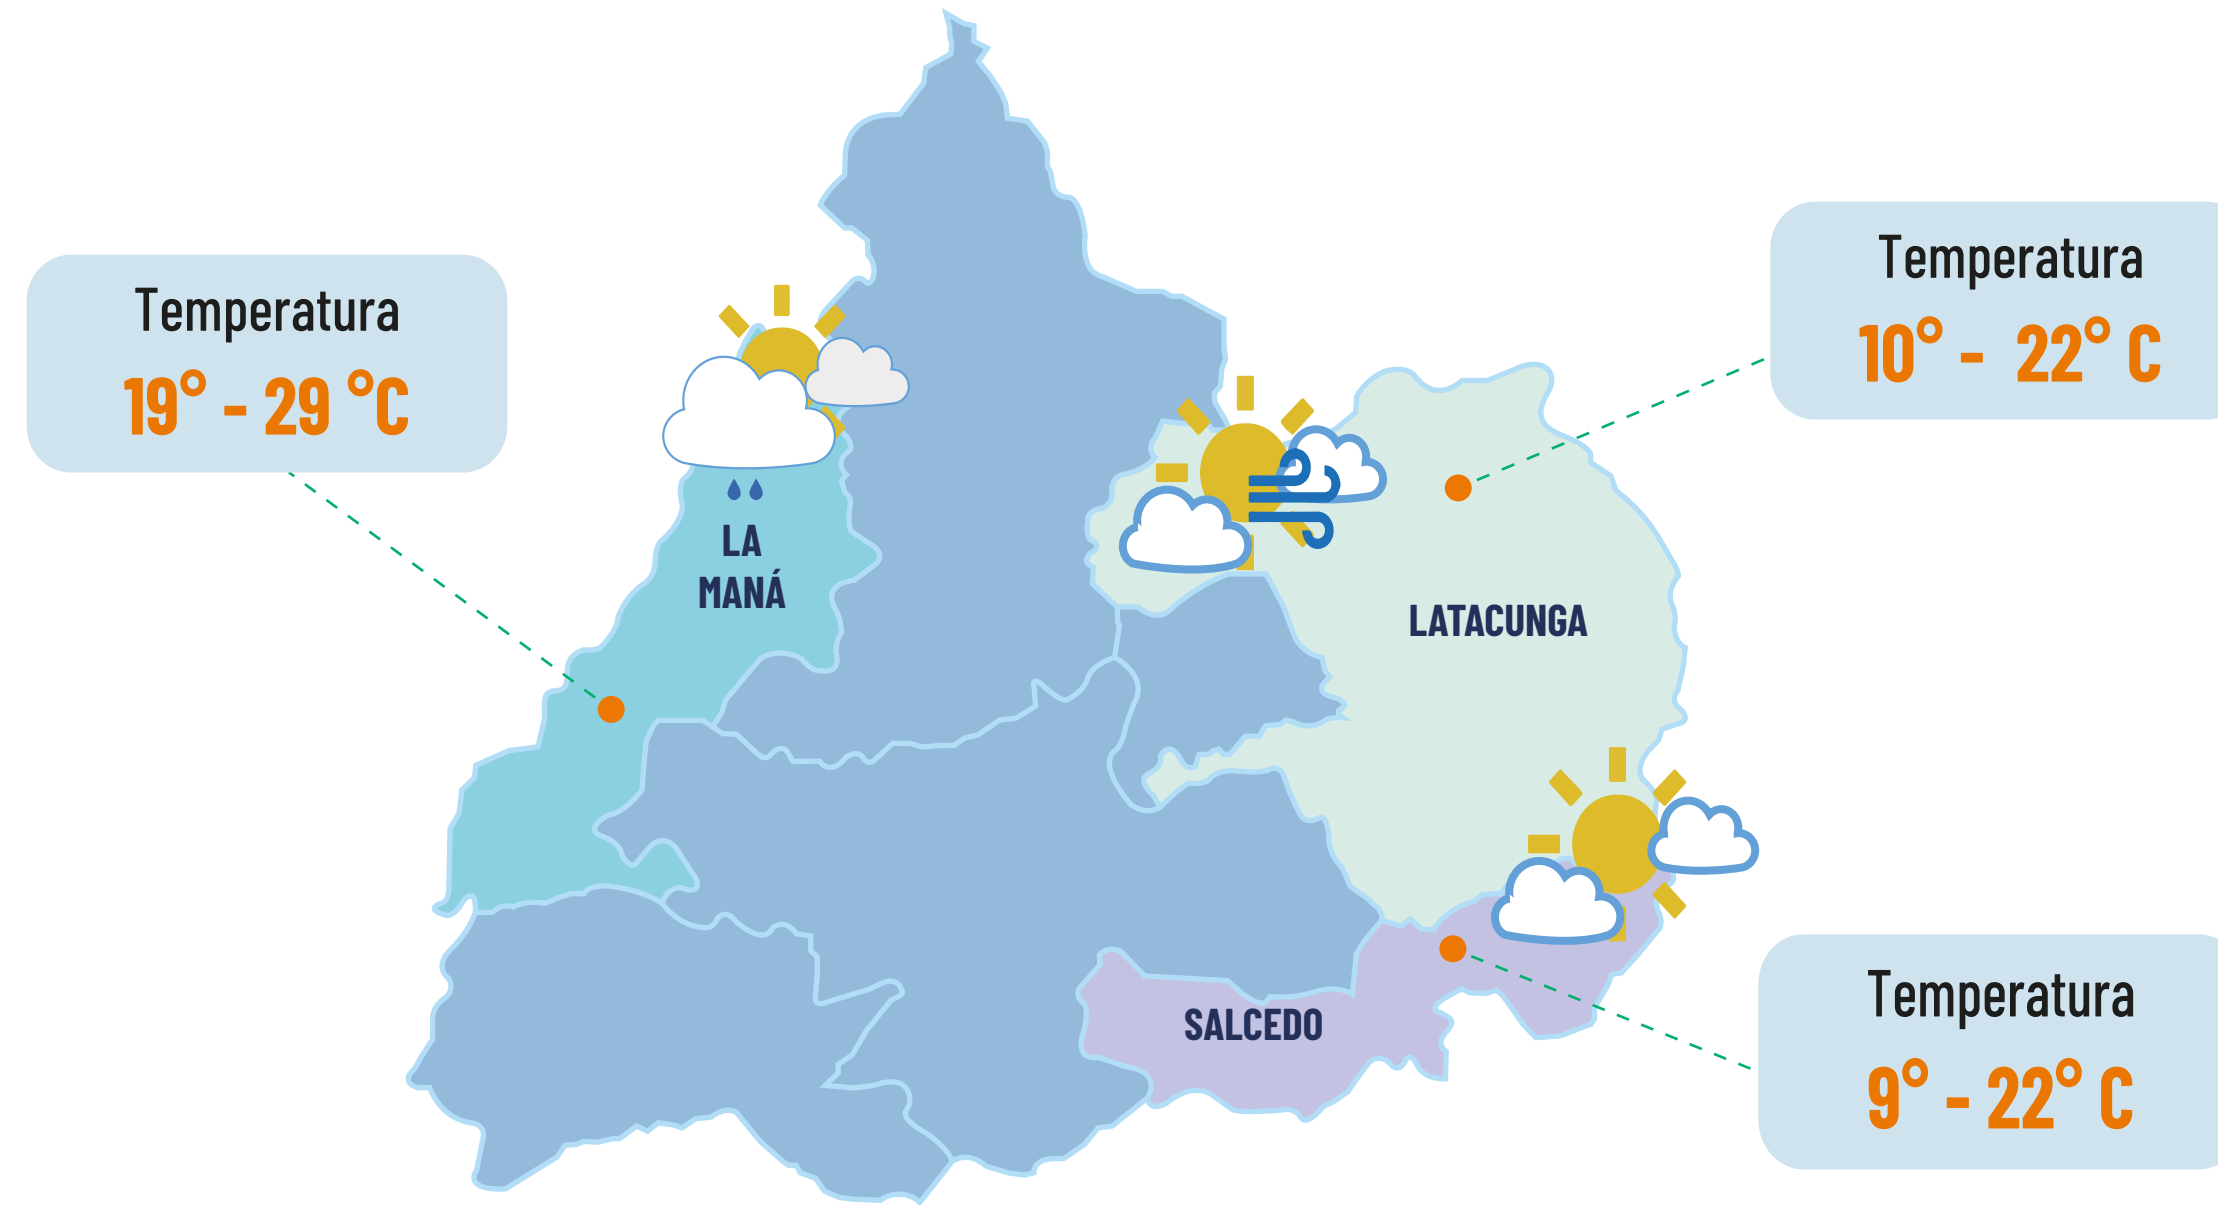 Temperatura
19° - 29 °C
Temperatura
10° - 22° C
LA
MANÁ
LATACUNGA
SALCEDO
Temperatura
9° - 22° C